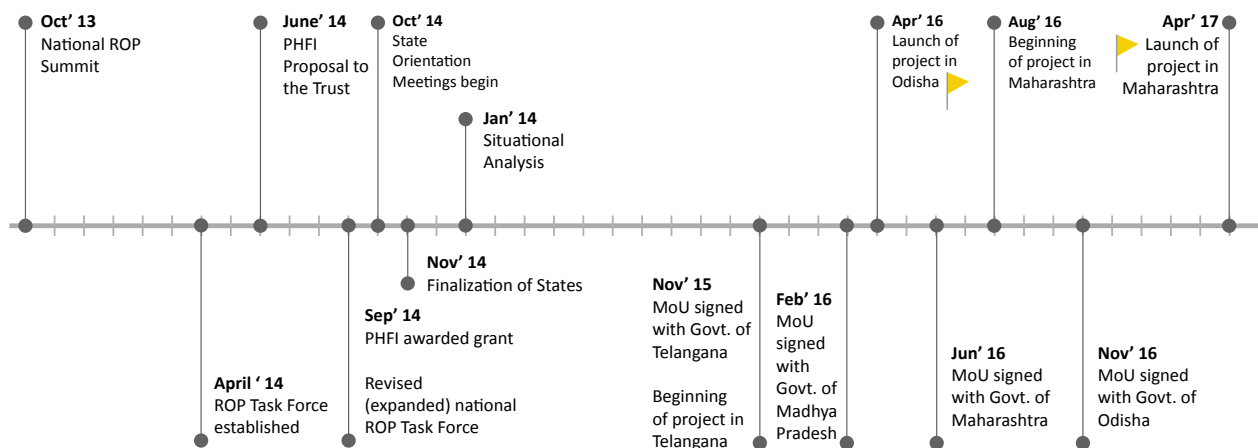 Oct’ 13
National ROP
Summit
June’ 14
PHFI
Proposal to
the Trust
Oct’ 14
State
Orientation
Meetings begin
Jan’ 14
Situational
Analysis
Apr’ 16
Launch of
project in
Odisha
Aug’ 16
Beginning
of project in
Maharashtra
Apr’ 17
Launch of
project in
Maharashtra
April ‘ 14
ROP Task Force
established
Sep’ 14
PHFI awarded grant
Revised
(expanded) national
ROP Task Force
Nov’ 14
Finalization of States
Nov’ 15
MoU signed
with Govt. of
Telangana
Beginning
of project in
Telangana
Feb’ 16
MoU
signed
with
Govt. of
Madhya
Pradesh
Jun’ 16
MoU signed
with Govt. of
Maharashtra
Nov’ 16
MoU signed
with Govt. of
Odisha